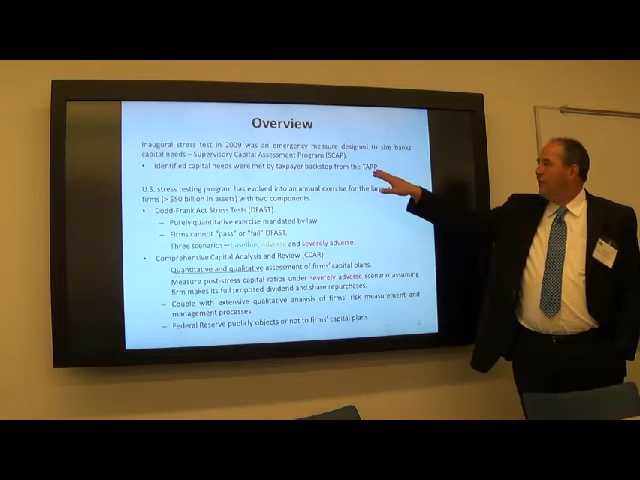 Overview
Inaugural stress test in 2009 was an emergency measure designed to size banks'
capital needs – Supervisory Capital Assessment Program (SCAP).
• Identified capital needs were met by taxpayer backstop from the TARP
U.S. stress testing program has evolved into an annual exercise for the
firms (> $50 billion in assets) with two components.
• Dodd-Frank Act Stress Tests (DFAST).
– Purely quantitative exercise mandated by law
– Firms cannot "pass" or "fail" DFAST.
– Three scenarios – baseline, adverse and severely adverse.
• Comprehensive Capital Analysis and Review (CCAR)
– Quantitative and qualitative assessment of firms' capital plans.
– Measure post-stress capital ratios under severely adverse scenario assuming
firm makes its full proposed dividend and share repurchases.
– Couple with extensive qualitative analysis of firms' risk measurement and
management processes.
– Federal Reserve publicly objects or not to firms' capital plans